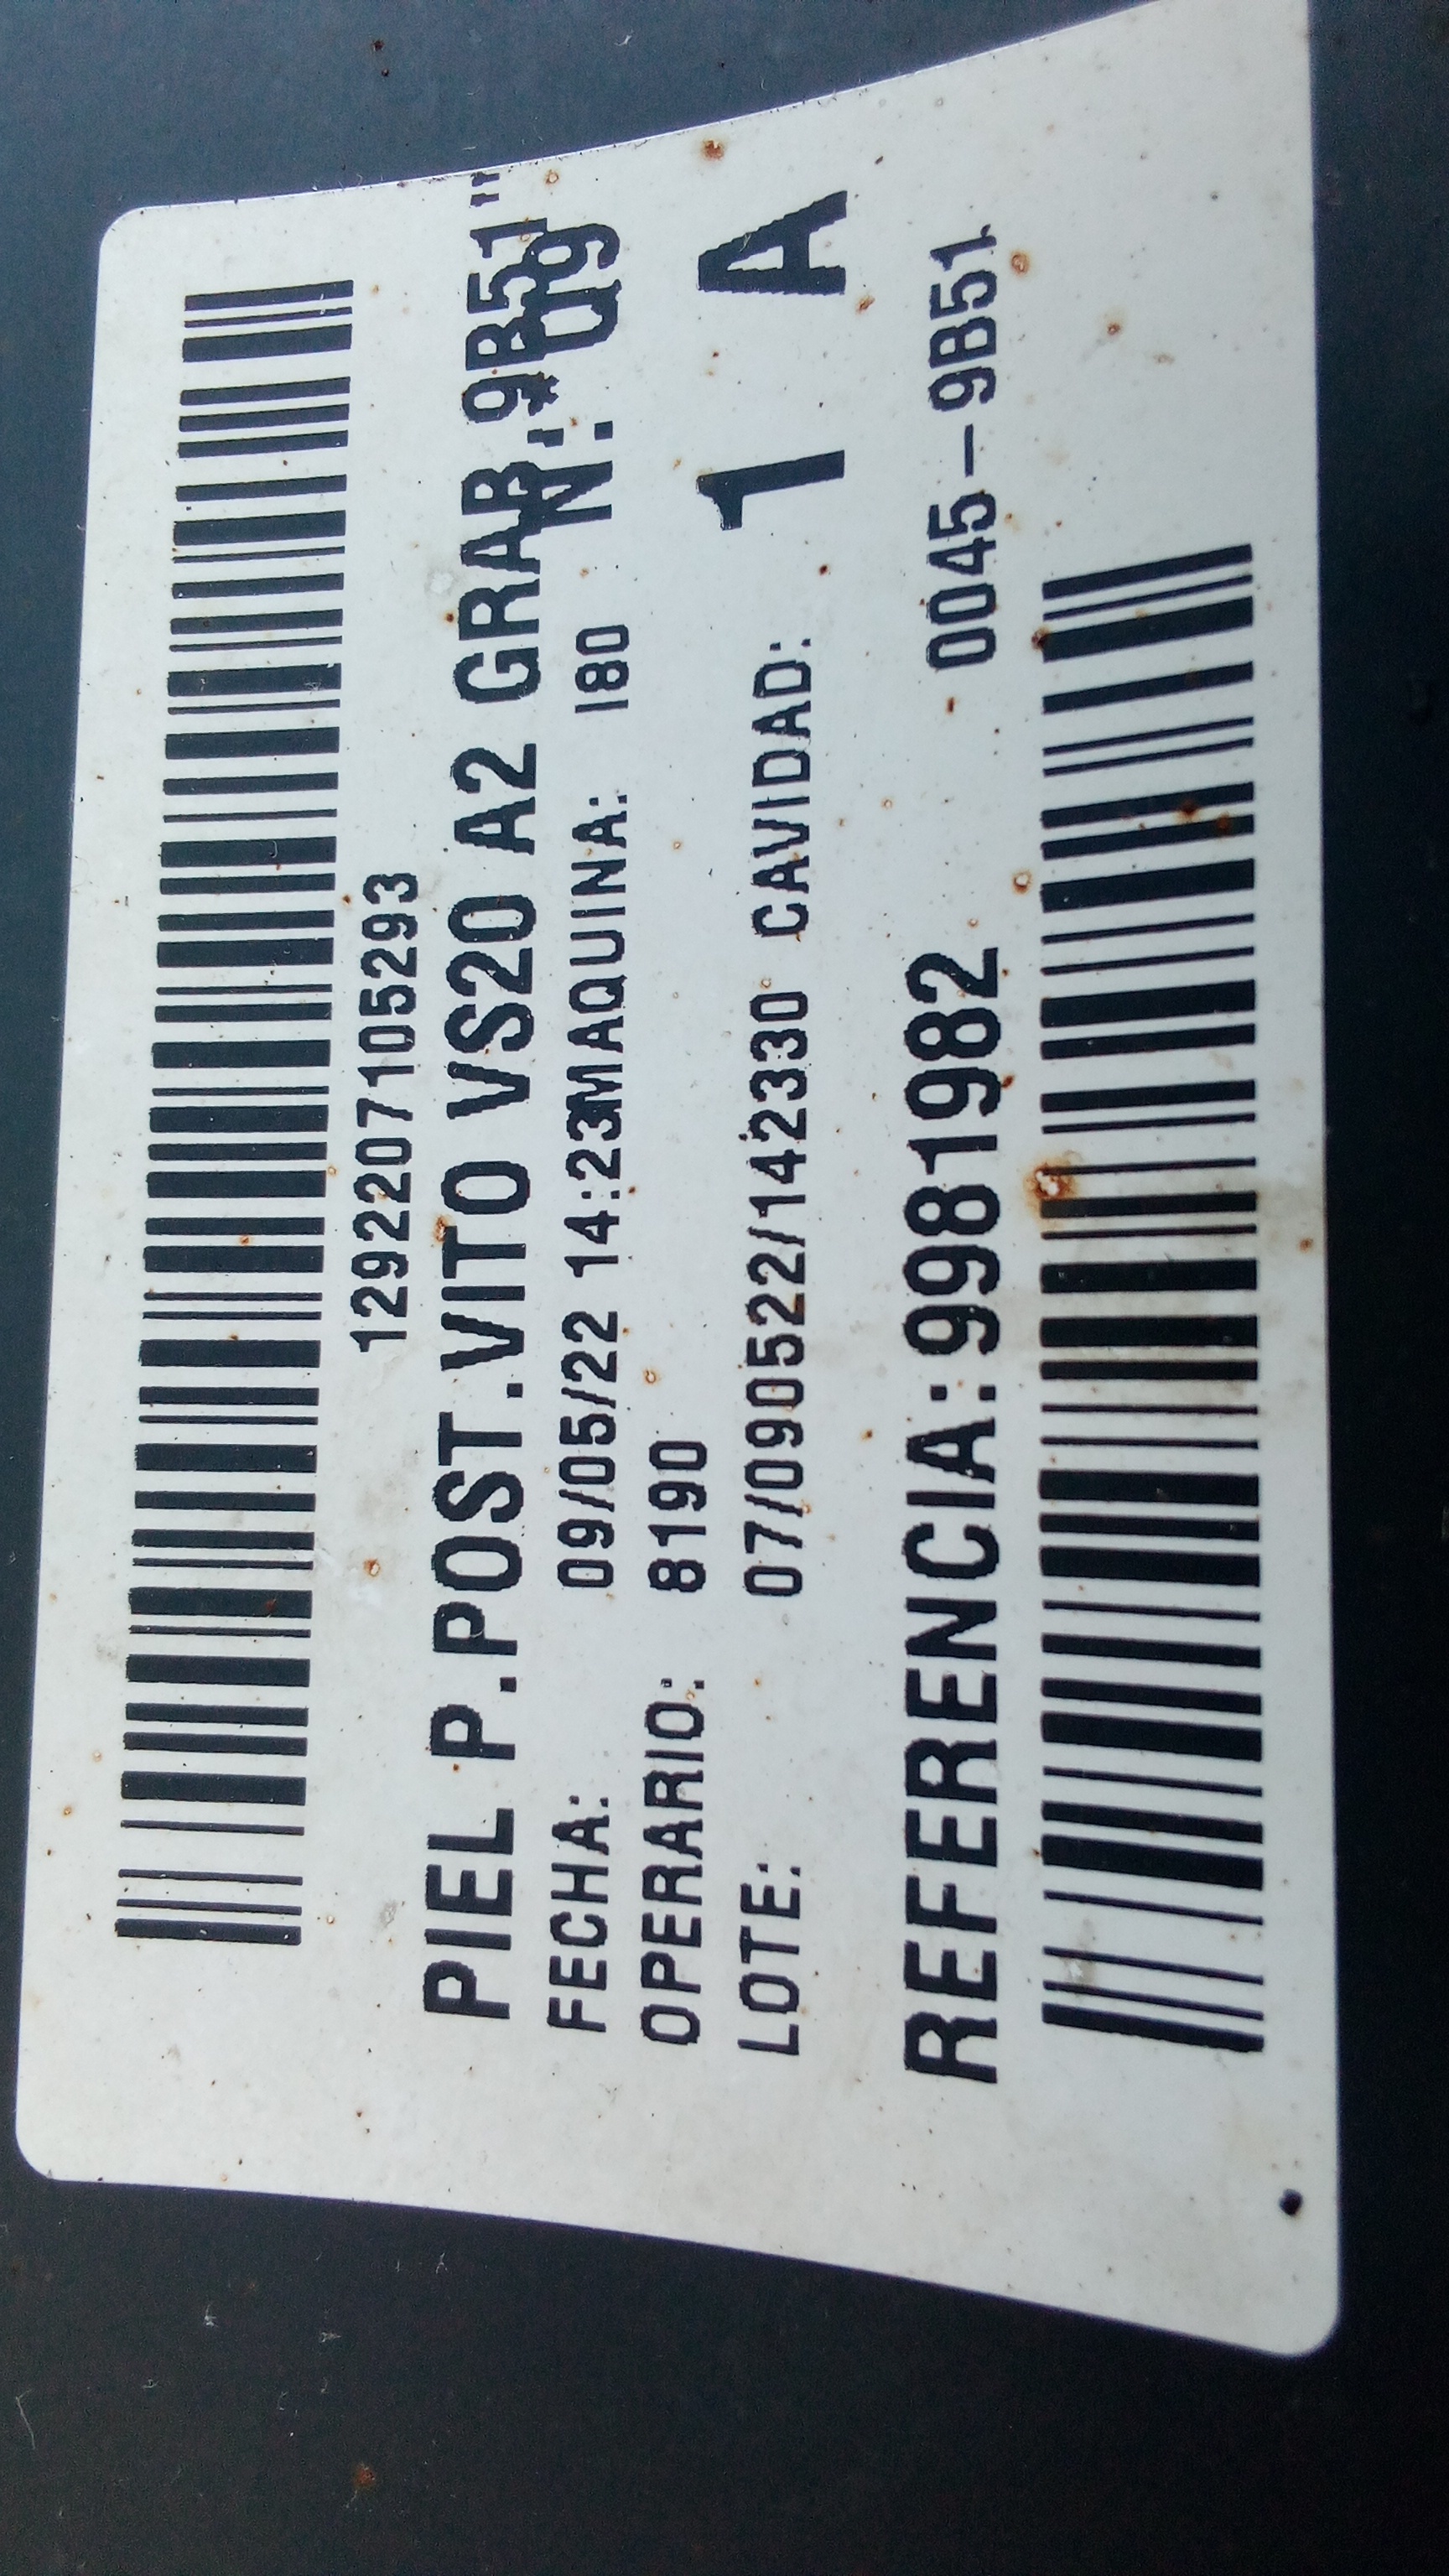 1292207105293
PIEL P.POST.VITO VS20 A2 GRAB. 9B51"
FECHA: 09/05/22 14:23 MAQUINA: I80 N:
OPERARIO: 8190
LOTE: 07/090522/142330 CAVIDAD: 1 A
REFERENCIA: 9981982 0045-9B51